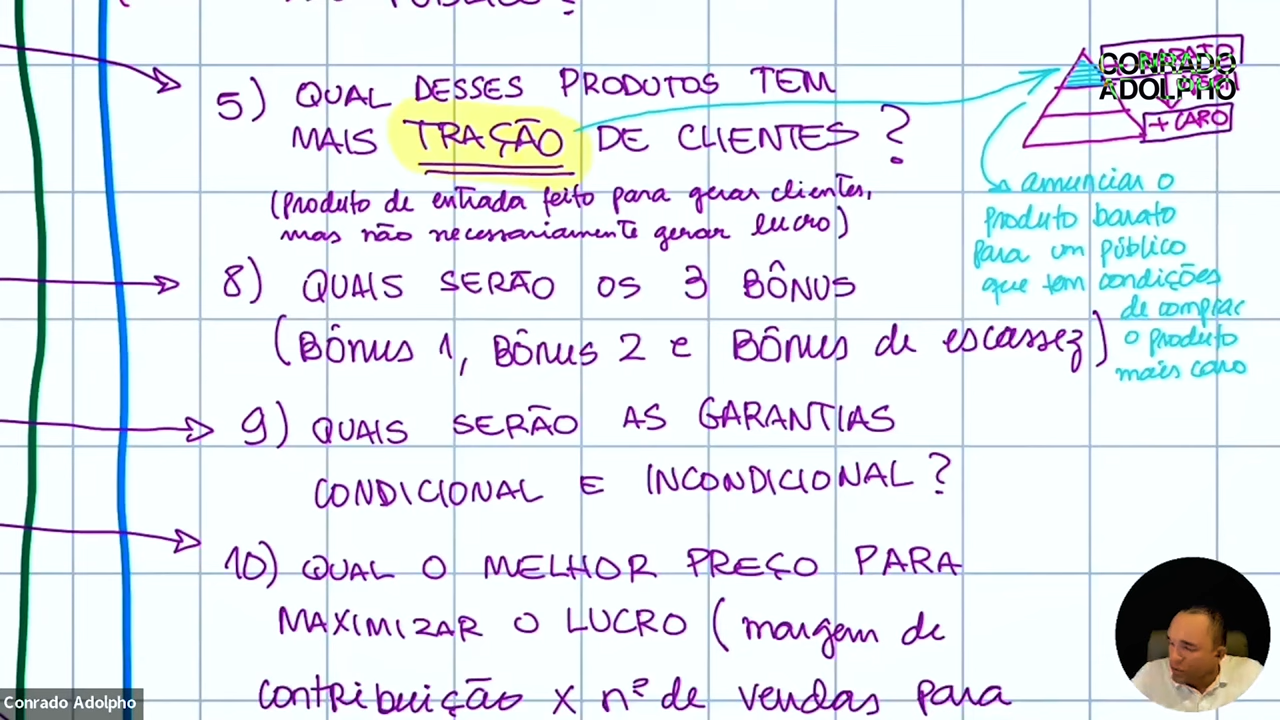 PÚBLICO?
5) QUAL DESSES PRODUTOS TEM
MAIS TRAÇÃO DE CLIENTES?
(produto de entrada feito para gerar clientes,
mas não necessariamente gerar lucro)
8) QUAIS SERÃO OS 3 BÔNUS
(BÔNUS 1, BÔNUS 2 e BÔNUS de escassez)
9) QUAIS SERÃO AS GARANTIAS
CONDICIONAL E INCONDICIONAL?
10) QUAL O MELHOR PREÇO PARA
MAXIMIZAR O LUCRO (margem de
contribuição x nº de vendas para
CONRADO
ADOLPHO
+ CARO
anunciar o
produto barato
para um público
que tem condições
de comprar
o produto
mais caro
Conrado Adolpho